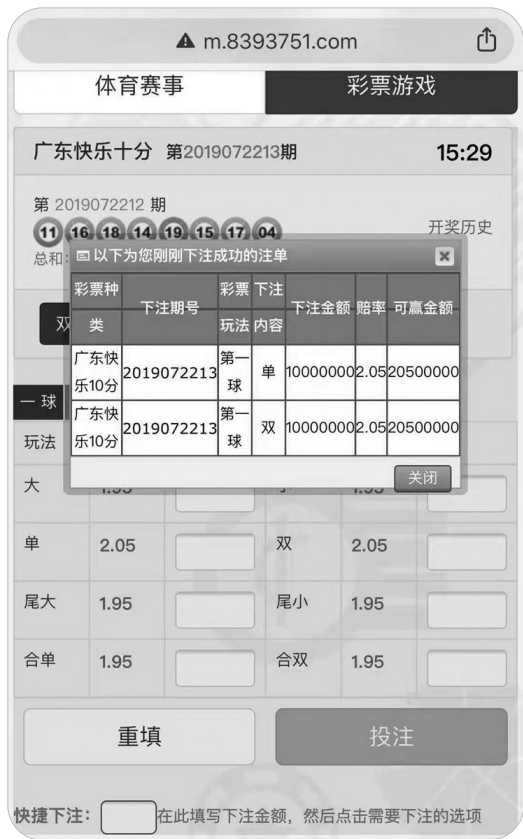 m.8393751.com
体育赛事 彩票游戏
广东快乐十分 第2019072213期 15:29
第 2019072212 期
11 16 18 14 19 15 17 04 开奖历史
总和:
以下为您刚刚下注成功的注单
彩票种类 下注期号 彩票玩法 下注内容 下注金额 赔率 可赢金额
广东快乐10分 2019072213 第一球 单 10000000 2.05 20500000
广东快乐10分 2019072213 第一球 双 10000000 2.05 20500000
关闭
双
一球
玩法
大 1.95 1.95
单 2.05 双 2.05
尾大 1.95 尾小 1.95
合单 1.95 合双 1.95
重填 投注
快捷下注: 在此填写下注金额，然后点击需要下注的选项